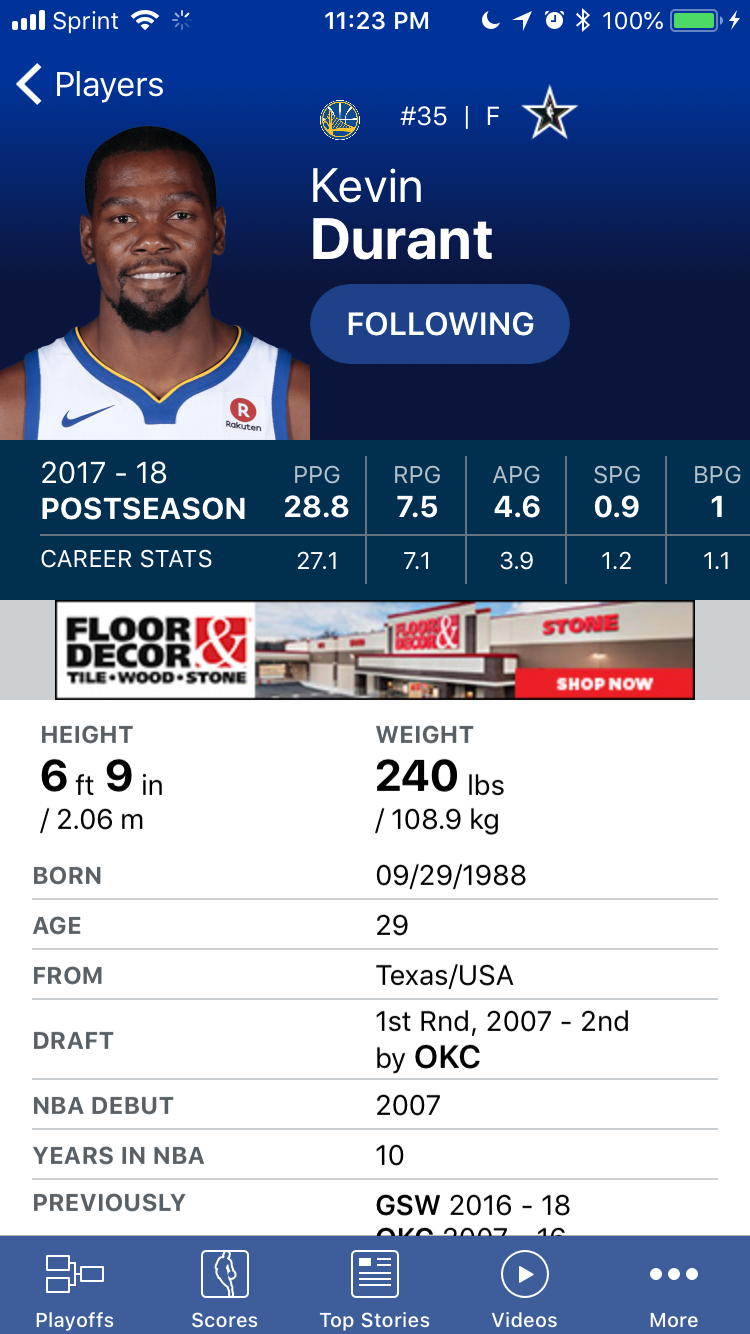 Sprint 11:23 PM 100%
Players
#35 | F
Kevin
Durant
FOLLOWING
R
Rakuten
2017 - 18 PPG RPG APG SPG BPG
POSTSEASON 28.8 7.5 4.6 0.9 1
CAREER STATS 27.1 7.1 3.9 1.2 1.1
FLOOR &
DECOR
TILE • WOOD • STONE
FLOOR &
DECOR
STONE
SHOP NOW
HEIGHT WEIGHT
6 ft 9 in 240 lbs
/ 2.06 m / 108.9 kg
BORN 09/29/1988
AGE 29
FROM Texas/USA
DRAFT 1st Rnd, 2007 - 2nd
by OKC
NBA DEBUT 2007
YEARS IN NBA 10
PREVIOUSLY GSW 2016 - 18
OKC 2007 - 16
Playoffs Scores Top Stories Videos More